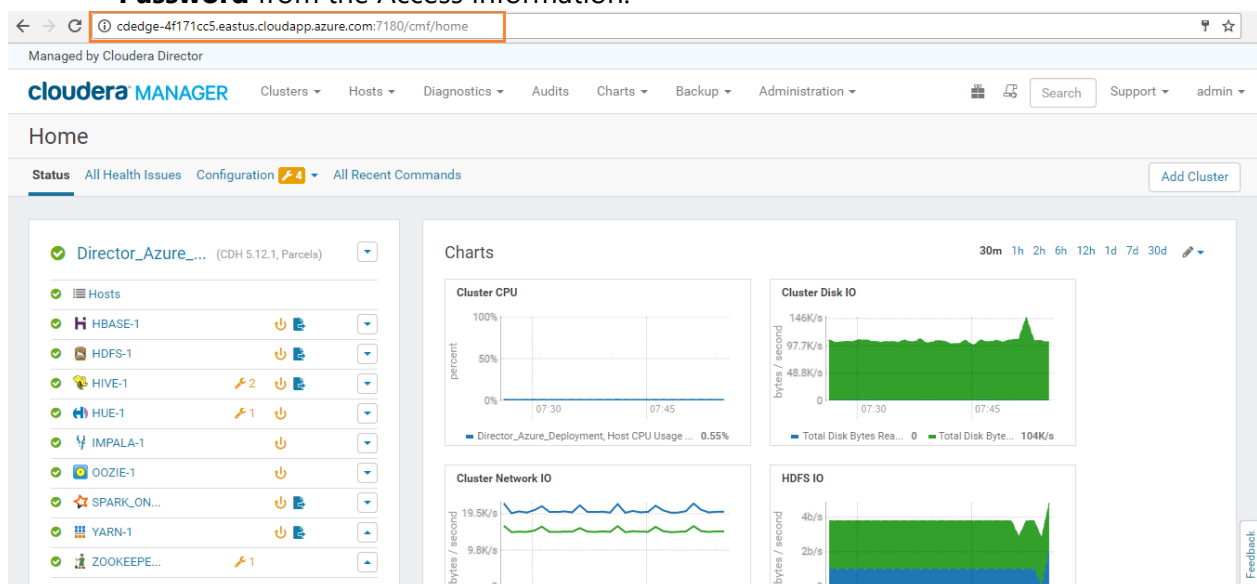 Password from the Access Information.
cdedge-4f171cc5.eastus.cloudapp.azure.com:7180/cmf/home
Managed by Cloudera Director
cloudera MANAGER Clusters Hosts Diagnostics Audits Charts Backup Administration Search Support admin
Home
Status All Health Issues Configuration 4 All Recent Commands Add Cluster
Director_Azure_... (CDH 5.12.1, Parcels)
Hosts
HBASE-1
HDFS-1
HIVE-1 2
HUE-1 1
IMPALA-1
OOZIE-1
SPARK_ON...
YARN-1
ZOOKEEPE... 1
Charts 30m 1h 2h 6h 12h 1d 7d 30d
Cluster CPU
percent
100%
50%
0%
07:30 07:45
Director_Azure_Deployment, Host CPU Usage ... 0.55%
Cluster Disk IO
bytes / second
146K/s
97.7K/s
48.8K/s
0
07:30 07:45
Total Disk Bytes Rea... 0 Total Disk Byte... 104K/s
Cluster Network IO
bytes / second
19.5K/s
9.8K/s
HDFS IO
bytes / second
4b/s
2b/s
Feedback